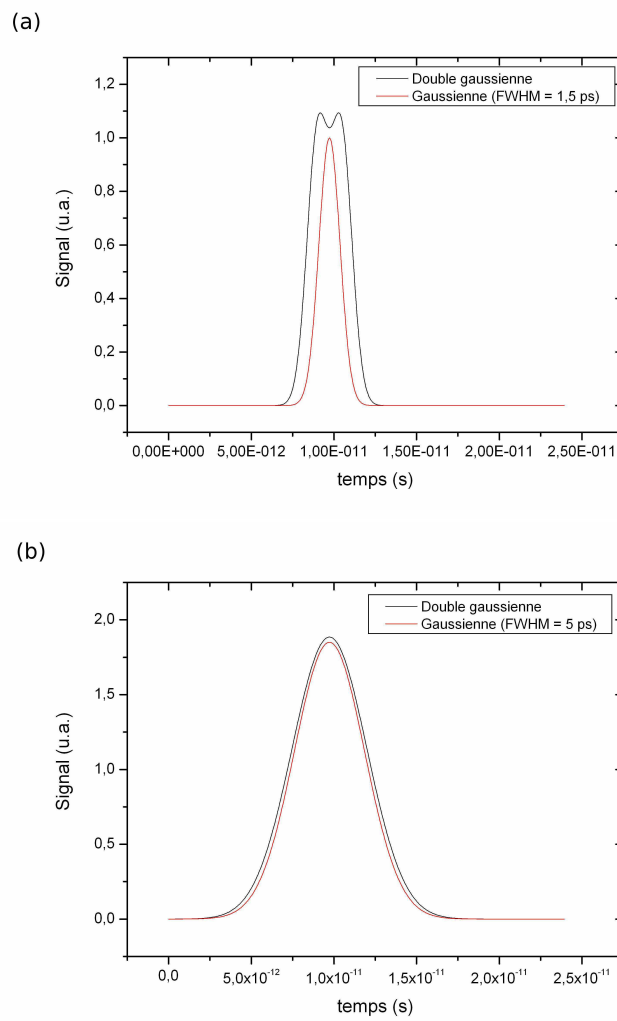 (a)
1,2
1,0
0,8
0,6
0,4
0,2
0,0
Signal (u.a.)
Double gaussienne
Gaussienne (FWHM = 1,5 ps)
0,00E+000 5,00E-012 1,00E-011 1,50E-011 2,00E-011 2,50E-011
temps (s)
(b)
2,0
1,5
1,0
0,5
0,0
Signal (u.a.)
Double gaussienne
Gaussienne (FWHM = 5 ps)
0,0 5,0x10⁻¹² 1,0x10⁻¹¹ 1,5x10⁻¹¹ 2,0x10⁻¹¹ 2,5x10⁻¹¹
temps (s)